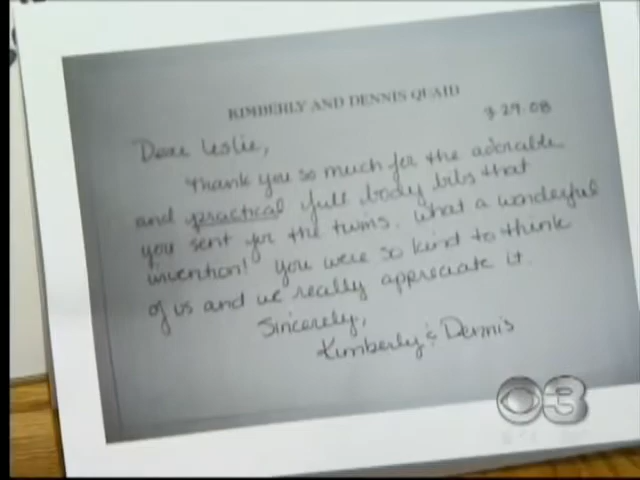 KIMBERLY AND DENNIS QUAID
3-29-08
Dear Leslie,
Thank you so much for the adorable
and practical full body bibs that
you sent for the twins. What a wonderful
invention! You were so kind to think
of us and we really appreciate it.
Sincerely,
Kimberly & Dennis
3